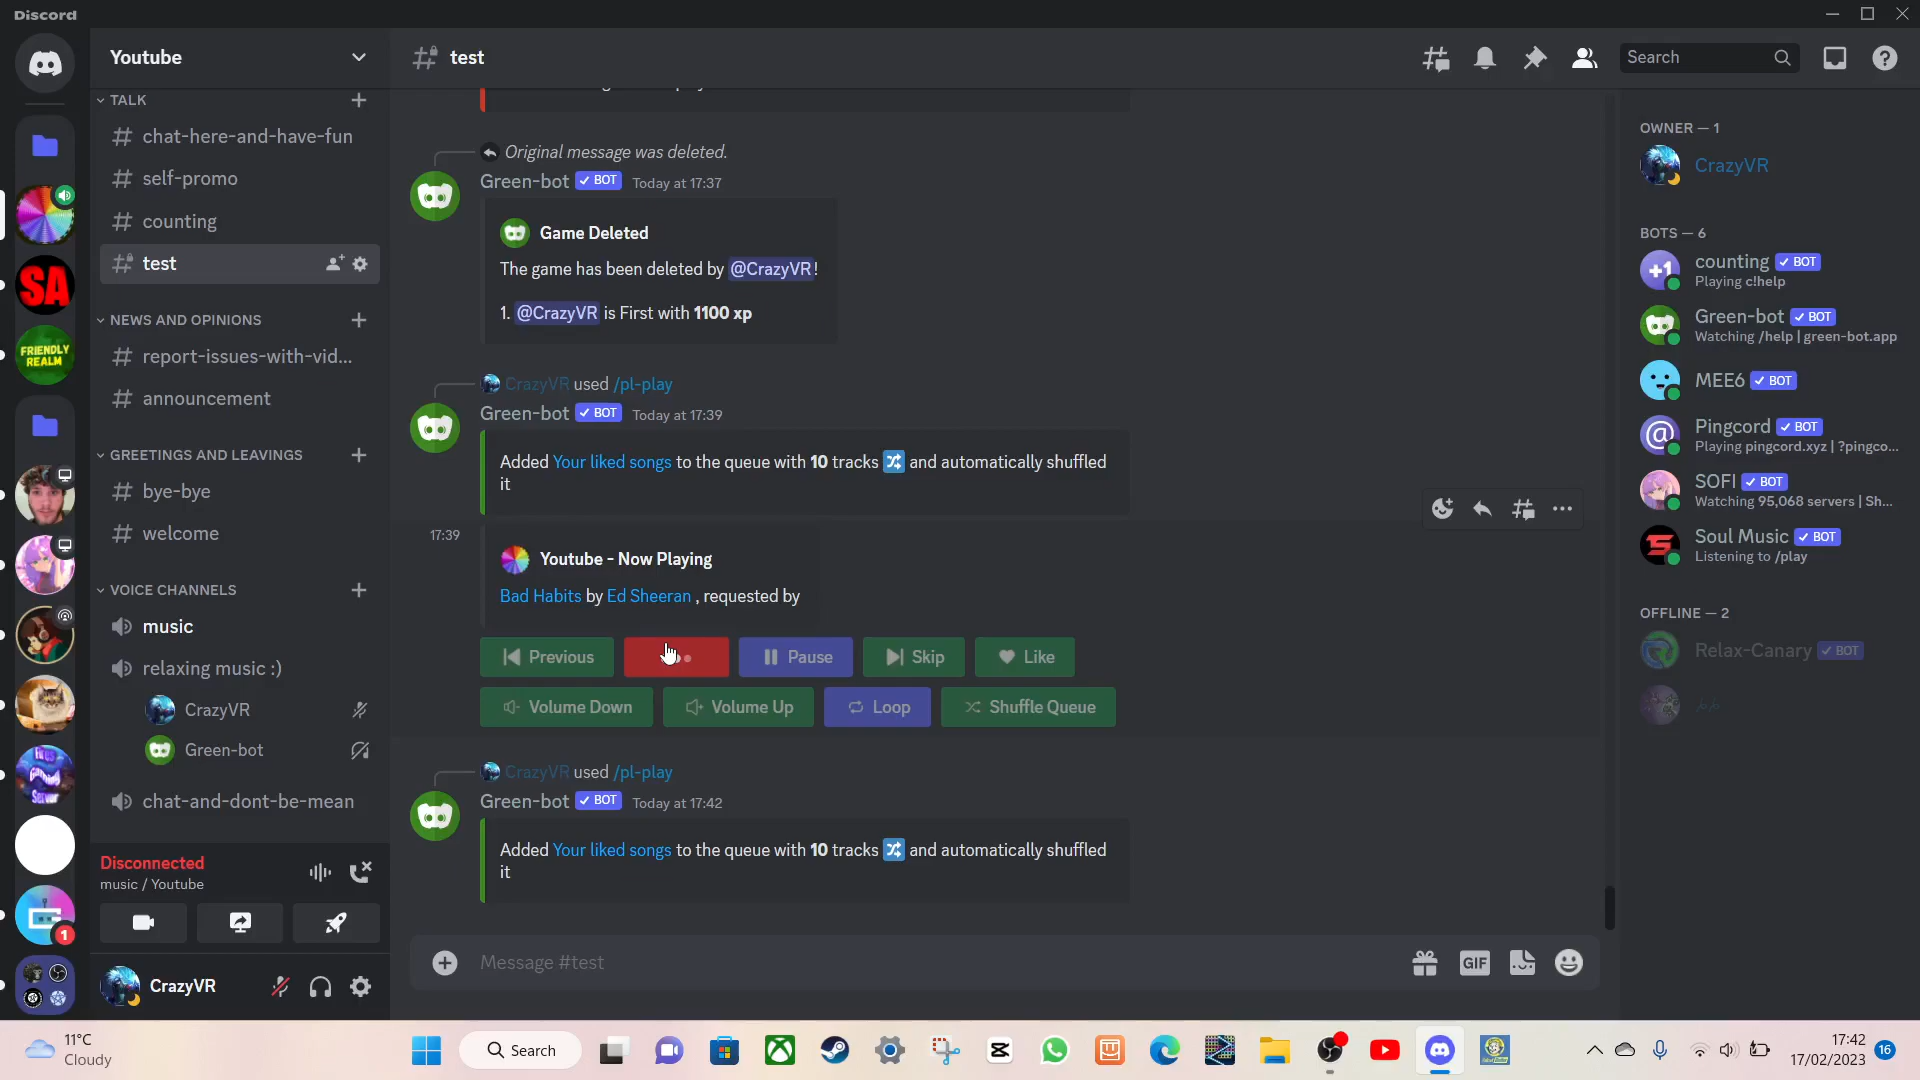 Discord
Youtube
test
Search
TALK
chat-here-and-have-fun
self-promo
counting
test
NEWS AND OPINIONS
report-issues-with-vid...
announcement
GREETINGS AND LEAVINGS
bye-bye
welcome
VOICE CHANNELS
music
relaxing music :)
CrazyVR
Green-bot
chat-and-dont-be-mean
Disconnected
music / Youtube
CrazyVR
SA
FRIENDLY
REALM
1
Original message was deleted.
Green-bot ✓ BOT Today at 17:37
Game Deleted
The game has been deleted by @CrazyVR!
1. @CrazyVR is First with 1100 xp
CrazyVR used /pl-play
Green-bot ✓ BOT Today at 17:39
Added Your liked songs to the queue with 10 tracks 🔀 and automatically shuffled
it
17:39
Youtube - Now Playing
Bad Habits by Ed Sheeran , requested by
Previous
Pause
Skip
Like
Volume Down
Volume Up
Loop
Shuffle Queue
CrazyVR used /pl-play
Green-bot ✓ BOT Today at 17:42
Added Your liked songs to the queue with 10 tracks 🔀 and automatically shuffled
it
Message #test
GIF
OWNER — 1
CrazyVR
BOTS — 6
+1
counting ✓ BOT
Playing c!help
Green-bot ✓ BOT
Watching /help | green-bot.app
MEE6 ✓ BOT
Pingcord ✓ BOT
Playing pingcord.xyz | ?pingco...
SOFI ✓ BOT
Watching 95,068 servers | Sh...
Soul Music ✓ BOT
Listening to /play
OFFLINE — 2
Relax-Canary ✓ BOT
11°C
Cloudy
Search
17:42
17/02/2023
16